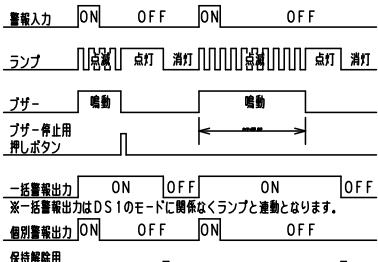 警報入力 ON OFF ON OFF
ランプ 点滅 点灯 消灯 点滅 点灯 消灯
ブザー 鳴動 鳴動
ブザー停止用
押しボタン
一括警報出力 ON OFF ON OFF
※一括警報出力はDS1のモードに関係なくランプと連動となります。
個別警報出力 ON OFF ON OFF
保持解除用